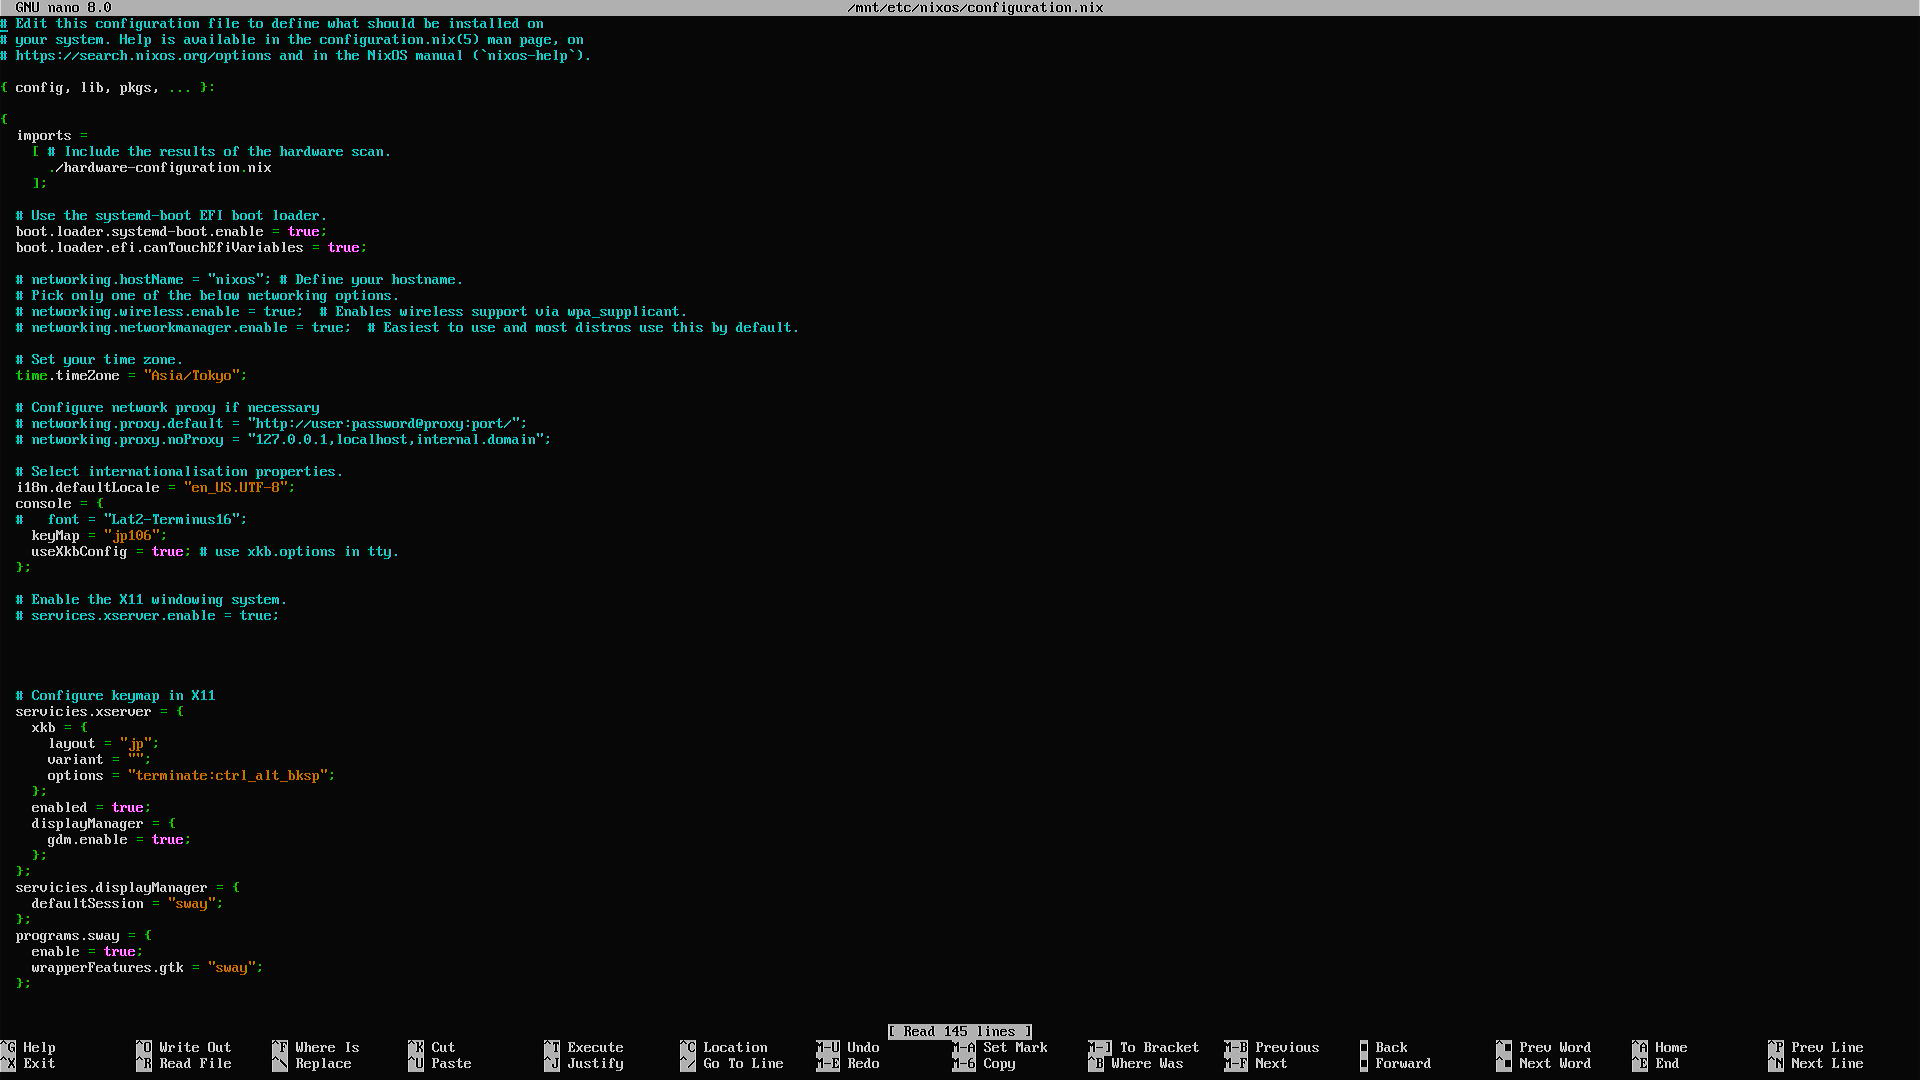 GNU nano 8.0 /mnt/etc/nixos/configuration.nix
# Edit this configuration file to define what should be installed on
# your system. Help is available in the configuration.nix(5) man page, on
# https://search.nixos.org/options and in the NixOS manual (`nixos-help`).

{ config, lib, pkgs, ... }:

{
  imports =
    [ # Include the results of the hardware scan.
      ./hardware-configuration.nix
    ];

  # Use the systemd-boot EFI boot loader.
  boot.loader.systemd-boot.enable = true;
  boot.loader.efi.canTouchEfiVariables = true;

  # networking.hostName = "nixos"; # Define your hostname.
  # Pick only one of the below networking options.
  # networking.wireless.enable = true;  # Enables wireless support via wpa_supplicant.
  # networking.networkmanager.enable = true;  # Easiest to use and most distros use this by default.

  # Set your time zone.
  time.timeZone = "Asia/Tokyo";

  # Configure network proxy if necessary
  # networking.proxy.default = "http://user:password@proxy:port/";
  # networking.proxy.noProxy = "127.0.0.1,localhost,internal.domain";

  # Select internationalisation properties.
  i18n.defaultLocale = "en_US.UTF-8";
  console = {
#   font = "Lat2-Terminus16";
    keyMap = "jp106";
    useXkbConfig = true; # use xkb.options in tty.
  };

  # Enable the X11 windowing system.
  # services.xserver.enable = true;

  # Configure keymap in X11
  servicies.xserver = {
    xkb = {
      layout = "jp";
      variant = "";
      options = "terminate:ctrl_alt_bksp";
    };
    enabled = true;
    displayManager = {
      gdm.enable = true;
    };
  };
  servicies.displayManager = {
    defaultSession = "sway";
  };
  programs.sway = {
    enable = true;
    wrapperFeatures.gtk = "sway";
  };

[ Read 145 lines ]
^G Help ^O Write Out ^F Where Is ^K Cut ^T Execute ^C Location M-U Undo M-A Set Mark M-] To Bracket M-B Previous Back Prev Word ^A Home ^P Prev Line
^X Exit ^R Read File ^\ Replace ^U Paste ^J Justify ^/ Go To Line M-E Redo M-6 Copy ^B Where Was M-F Next Forward Next Word ^E End ^N Next Line